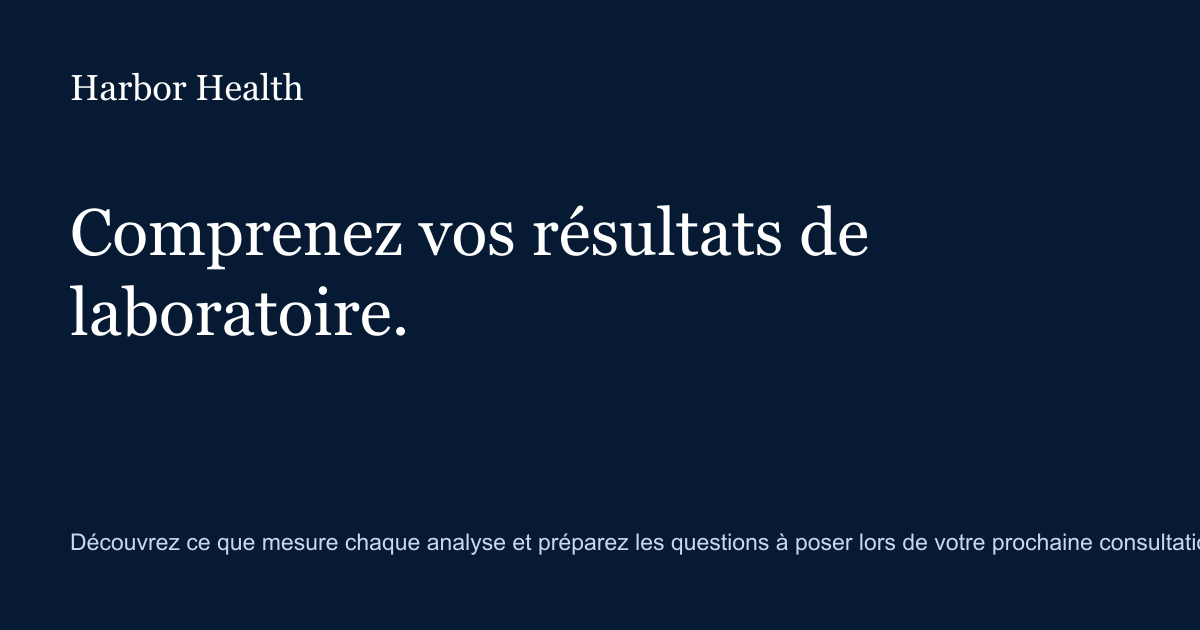 Harbor Health
Comprenez vos résultats de
laboratoire.
Découvrez ce que mesure chaque analyse et préparez les questions à poser lors de votre prochaine